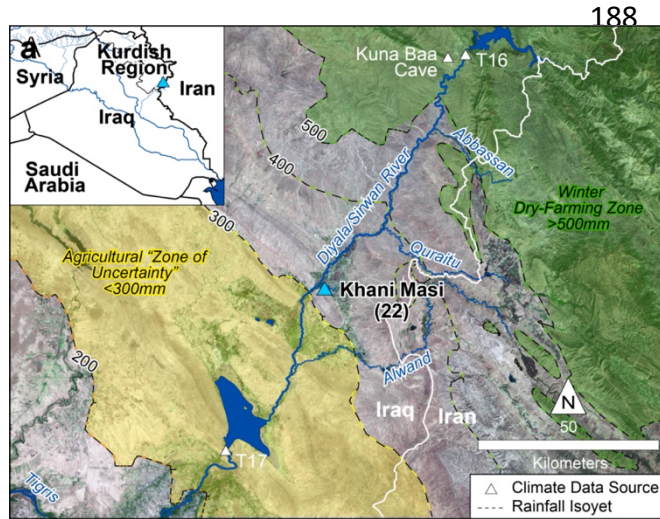 188
a
Kurdish
Region
Syria
Iran
Iraq
Saudi
Arabia
Kuna Baa
Cave
T16
500
400
300
200
Abbassan
Diyala/Sirwan River
Winter
Dry-Farming Zone
>500mm
Agricultural "Zone of
Uncertainty"
<300mm
Quraitu
Khani Masi
(22)
Alwand
Iraq
Iran
T17
Tigris
N
50
Kilometers
Climate Data Source
Rainfall Isoyet